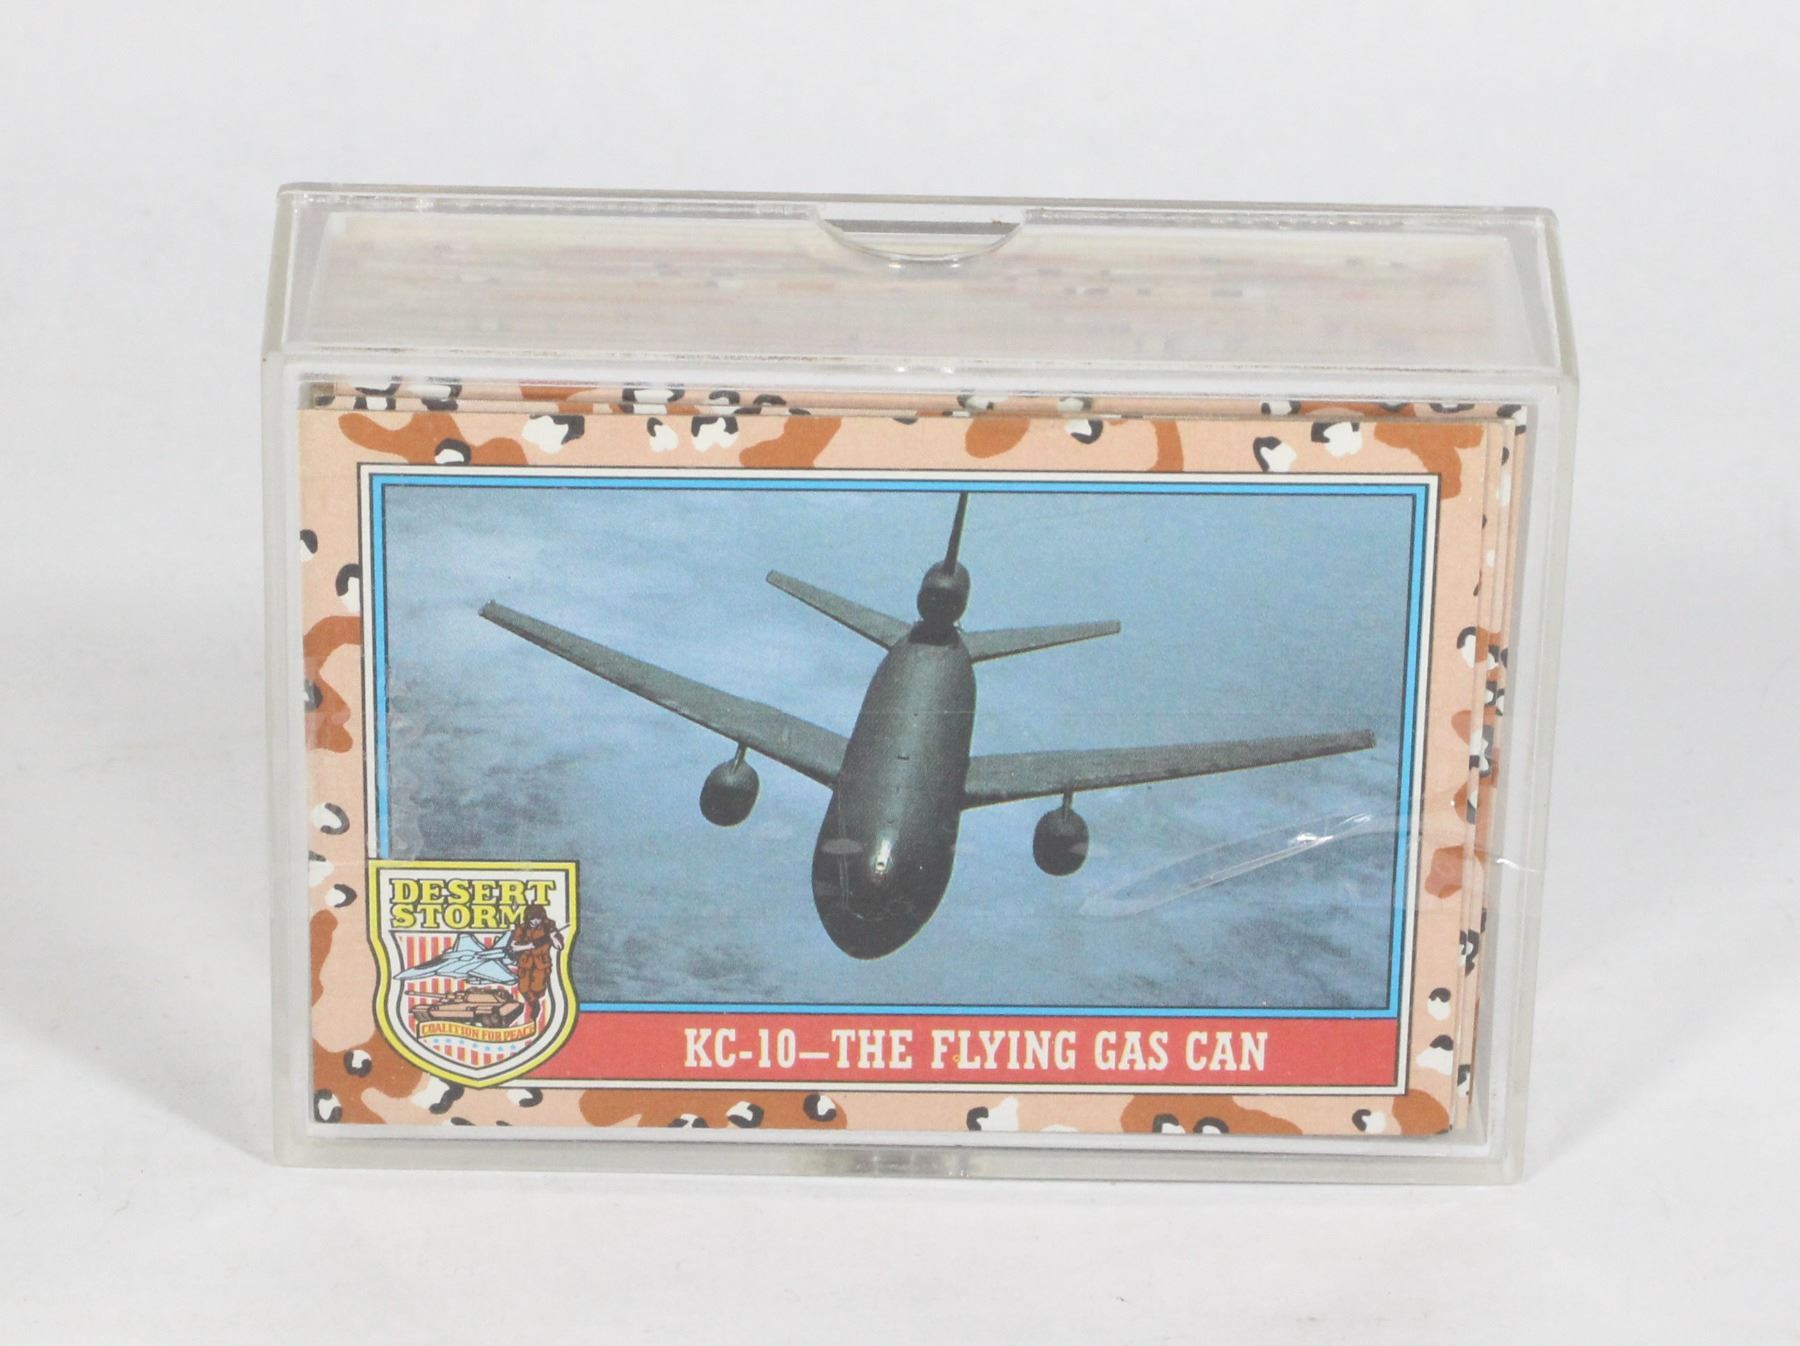 DESERT
STORM
COALITION FOR PEACE
KC-10—THE FLYING GAS CAN